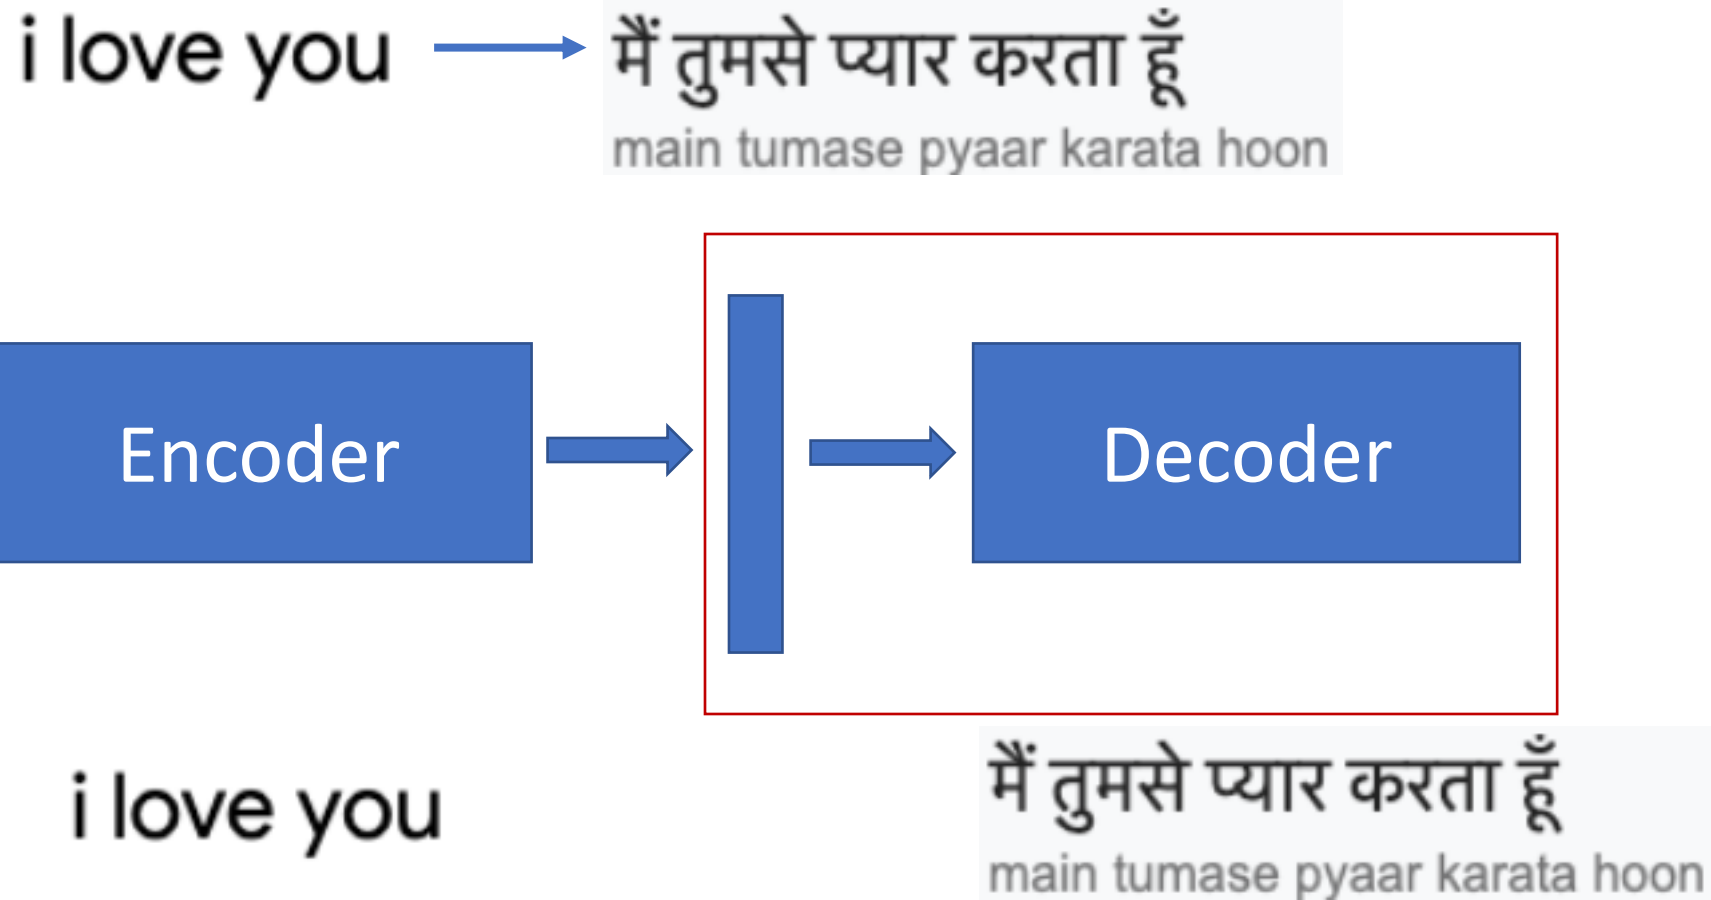 i love you
मैं तुमसे प्यार करता हूँ
main tumase pyaar karata hoon
Encoder
Decoder
i love you
मैं तुमसे प्यार करता हूँ
main tumase pyaar karata hoon